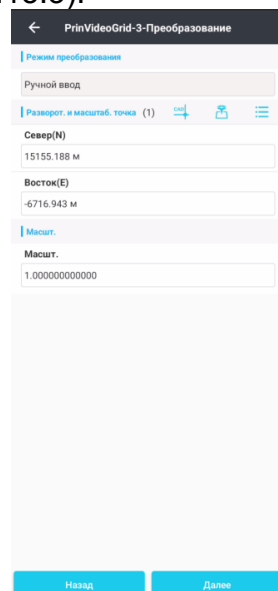 PrinVideoGrid-3-Преобразование
Режим преобразования
Ручной ввод
Разворот. и масштаб. точка (1) CAD
Север(N)
15155.188 м
Восток(E)
-6716.943 м
Масшт.
Масшт.
1.000000000000
Назад Далее